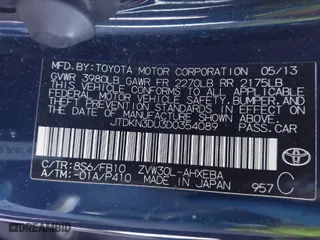 MFD.BY:TOYOTA MOTOR CORPORATION 05/13
GVWR 3980LB GAWR FR 2270LB RR 2175LB
THIS VEHICLE CONFORMS TO ALL APPLICABLE
FEDERAL MOTOR VEHICLE SAFETY, BUMPER, AND
THEFT PREVENTION STANDARDS IN EFFECT ON
THE DATE OF MANUFACTURE SHOWN ABOVE.
JTDKN3DU3D0354089 PASS. CAR
C/TR:8S6/FB10 ZVW30L-AHXEBA
A/TM:-01A/P410 MADE IN JAPAN 957 C
TOYOTA
DREAMBID